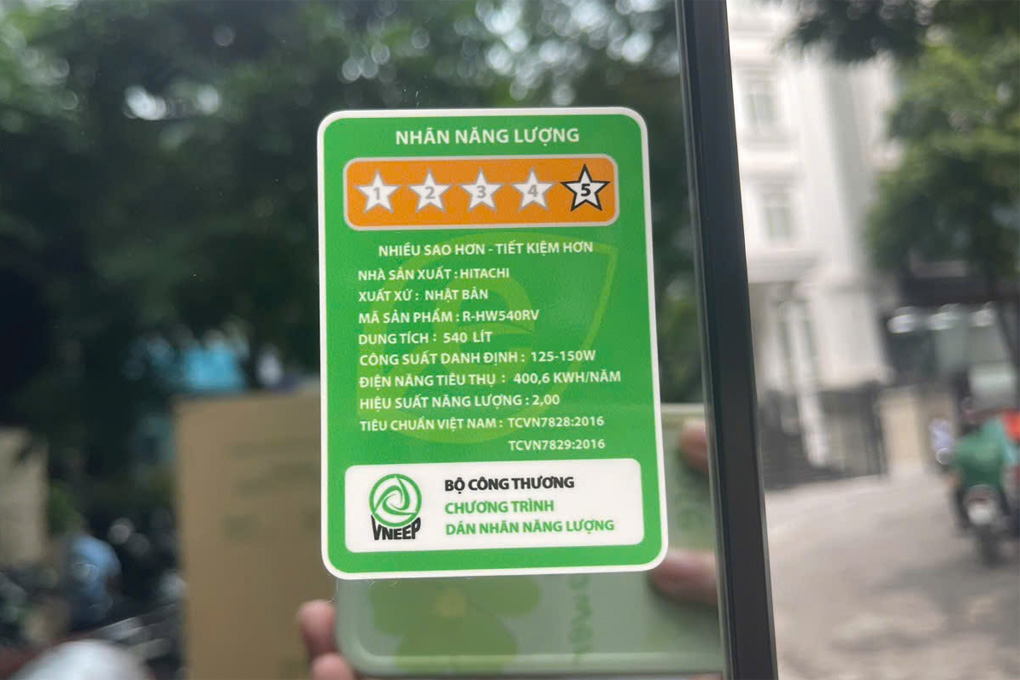 NHÃN NĂNG LƯỢNG
1 2 3 4 5
NHIỀU SAO HƠN - TIẾT KIỆM HƠN
NHÀ SẢN XUẤT : HITACHI
XUẤT XỨ : NHẬT BẢN
MÃ SẢN PHẨM : R-HW540RV
DUNG TÍCH : 540 LÍT
CÔNG SUẤT DANH ĐỊNH : 125-150W
ĐIỆN NĂNG TIÊU THỤ : 400,6 KWH/NĂM
HIỆU SUẤT NĂNG LƯỢNG : 2,00
TIÊU CHUẨN VIỆT NAM : TCVN7828:2016
TCVN7829:2016
VNEEP
BỘ CÔNG THƯƠNG
CHƯƠNG TRÌNH
DÁN NHÃN NĂNG LƯỢNG